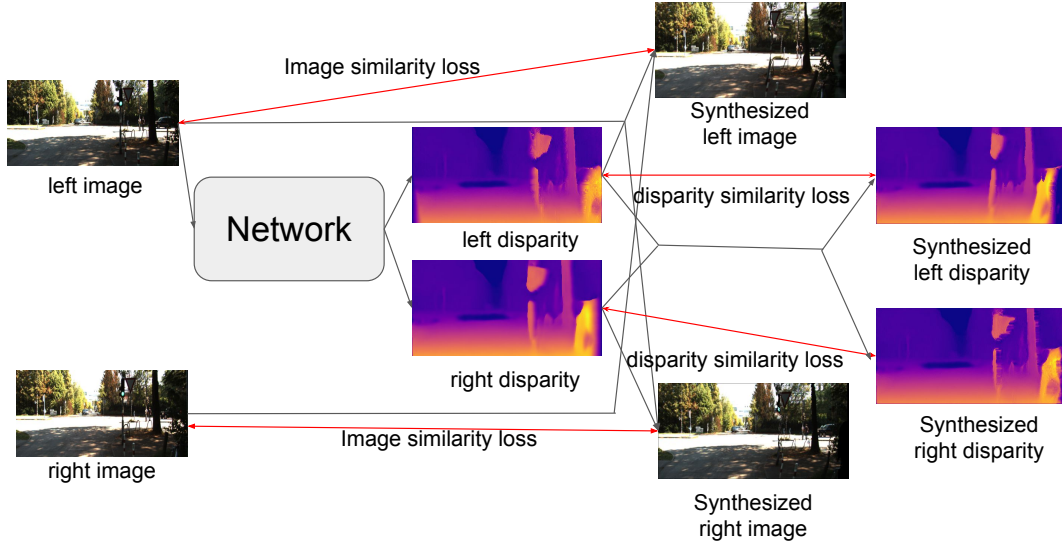 Image similarity loss
Synthesized
left image
left image
Network
left disparity
disparity similarity loss
Synthesized
left disparity
right disparity
disparity similarity loss
right image
Image similarity loss
Synthesized
right image
Synthesized
right disparity